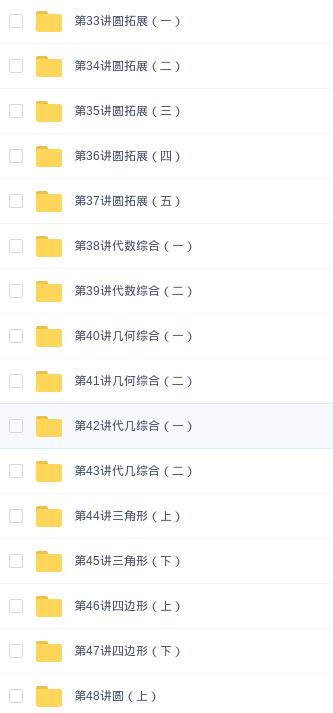 第33讲圆拓展（一）
第34讲圆拓展（二）
第35讲圆拓展（三）
第36讲圆拓展（四）
第37讲圆拓展（五）
第38讲代数综合（一）
第39讲代数综合（二）
第40讲几何综合（一）
第41讲几何综合（二）
第42讲代几综合（一）
第43讲代几综合（二）
第44讲三角形（上）
第45讲三角形（下）
第46讲四边形（上）
第47讲四边形（下）
第48讲圆（上）